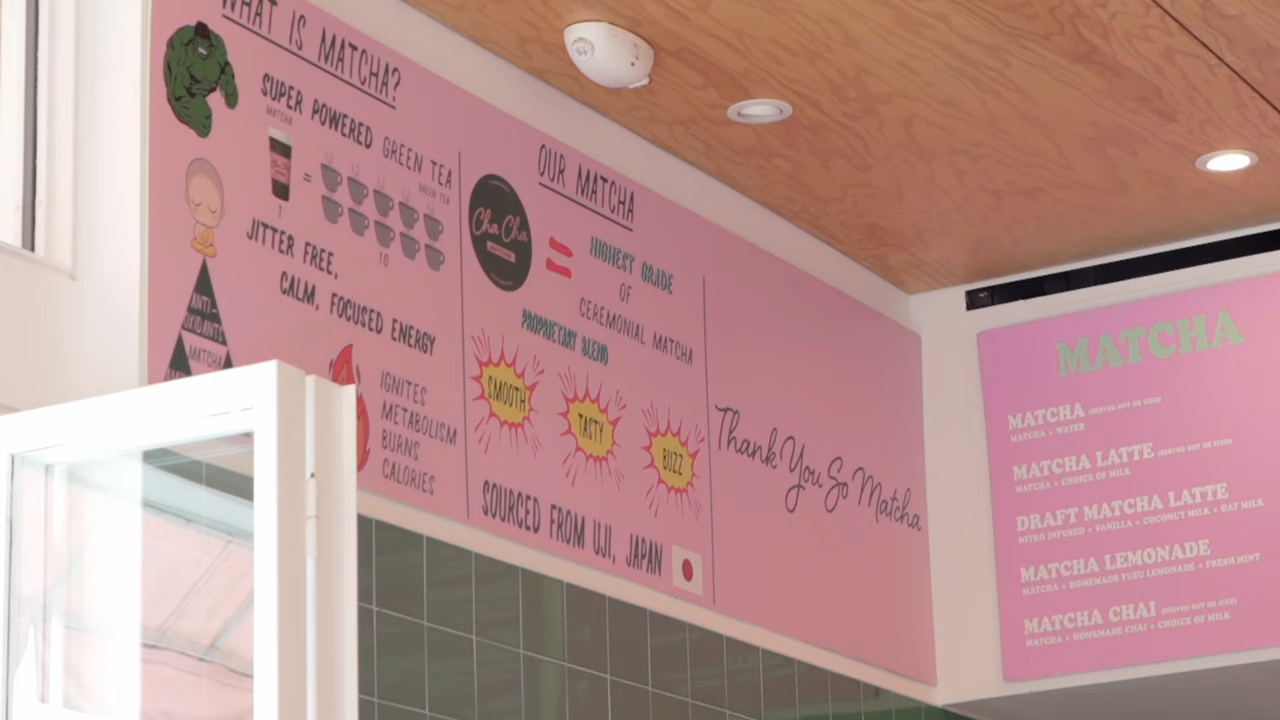 WHAT IS MATCHA?
SUPER POWERED GREEN TEA
MATCHA
=
GREEN TEA
1
10
JITTER FREE,
CALM, FOCUSED ENERGY
ANTI-
OXIDANTS
MATCHA
IGNITES
METABOLISM
BURNS
CALORIES
OUR MATCHA
Cha Cha
=
HIGHEST GRADE
OF
CEREMONIAL MATCHA
PROPRIETARY BLEND
SMOOTH
TASTY
BUZZ
SOURCED FROM UJI, JAPAN
Thank You So Matcha
MATCHA
MATCHA (SERVED HOT OR ICED)
MATCHA + WATER
MATCHA LATTE (SERVED HOT OR ICED)
MATCHA + CHOICE OF MILK
DRAFT MATCHA LATTE
NITRO INFUSED + VANILLA + COCONUT MILK + OAT MILK
MATCHA LEMONADE
MATCHA + HOMEMADE YUZU LEMONADE + FRESH MINT
MATCHA CHAI (SERVED HOT OR ICED)
MATCHA + HOMEMADE CHAI + CHOICE OF MILK